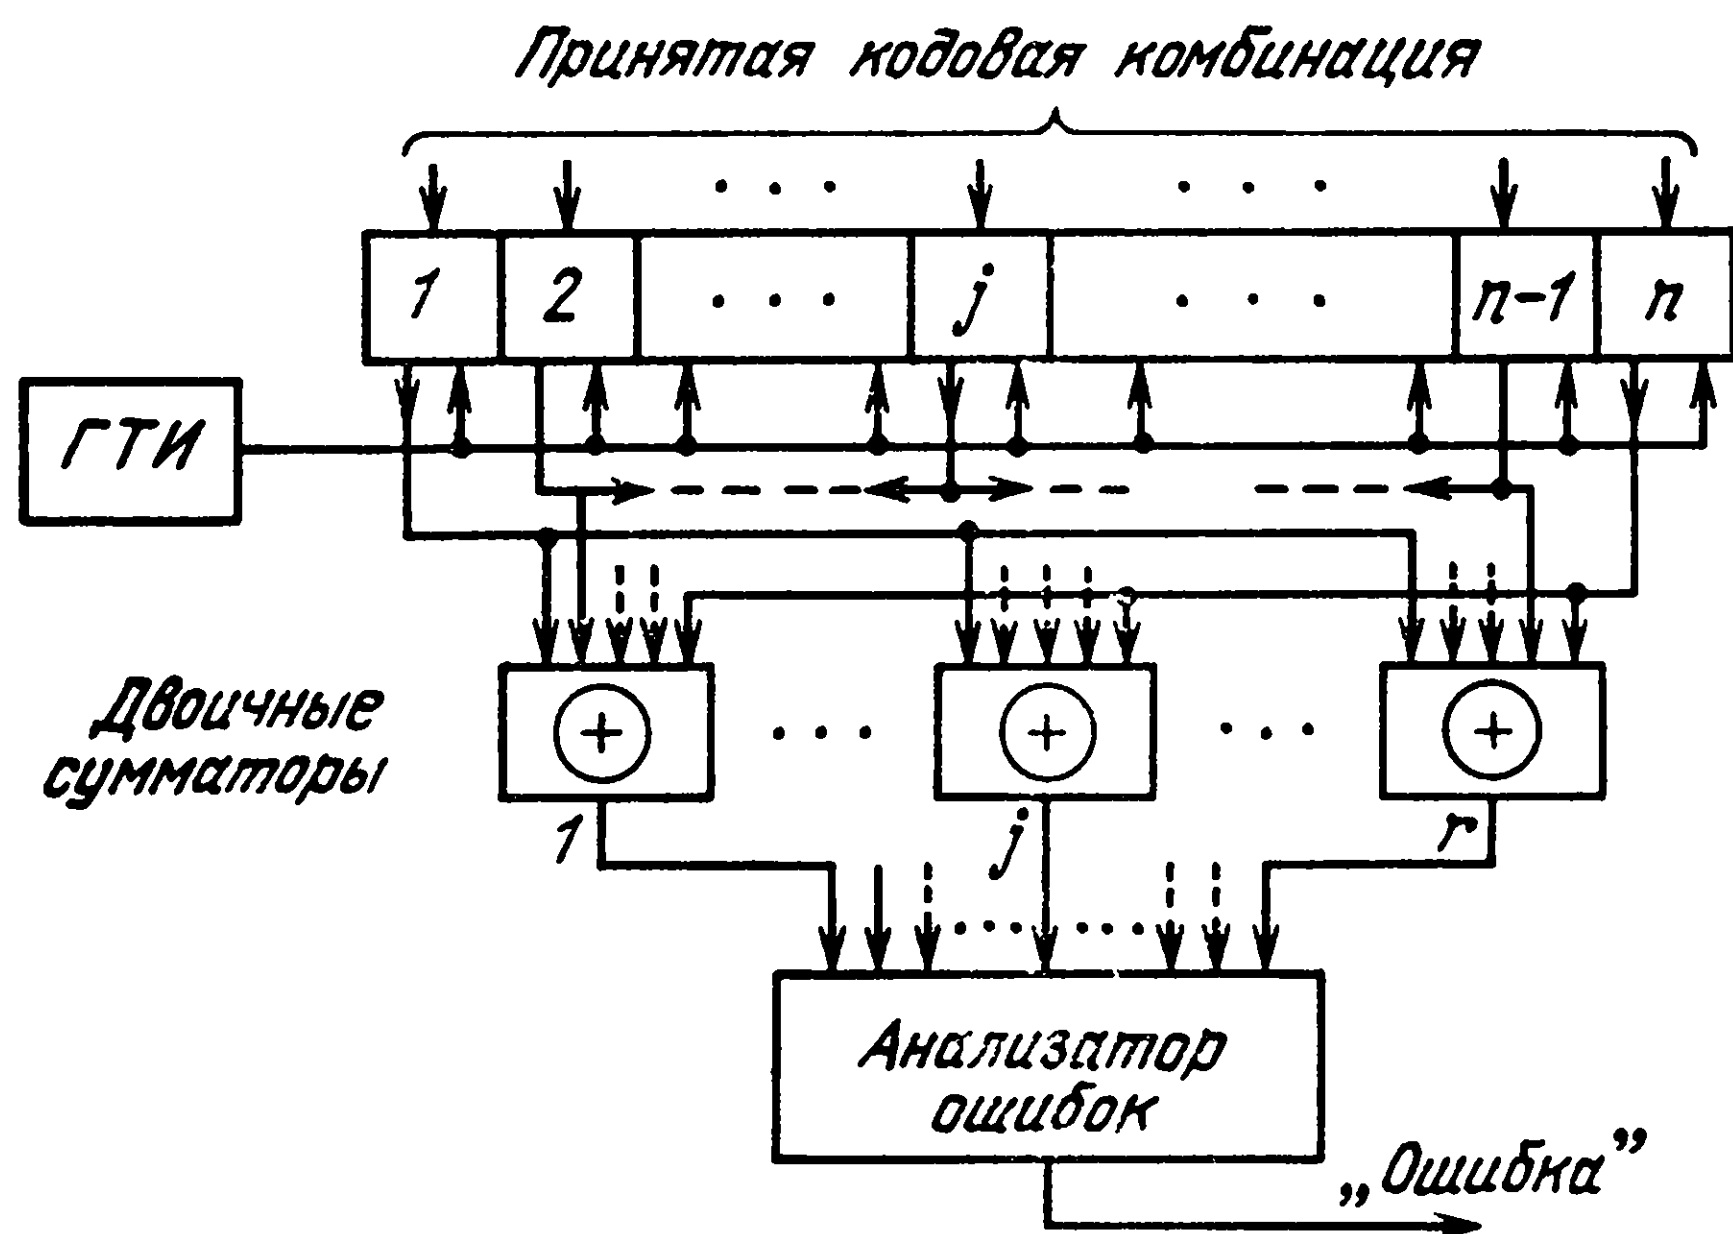 Принятая кодовая комбинация
1 2 . . . j . . . n-1 n
ГТИ
Двоичные
сумматоры
+ . . . + . . . +
1 j r
Анализатор
ошибок
„Ошибка”